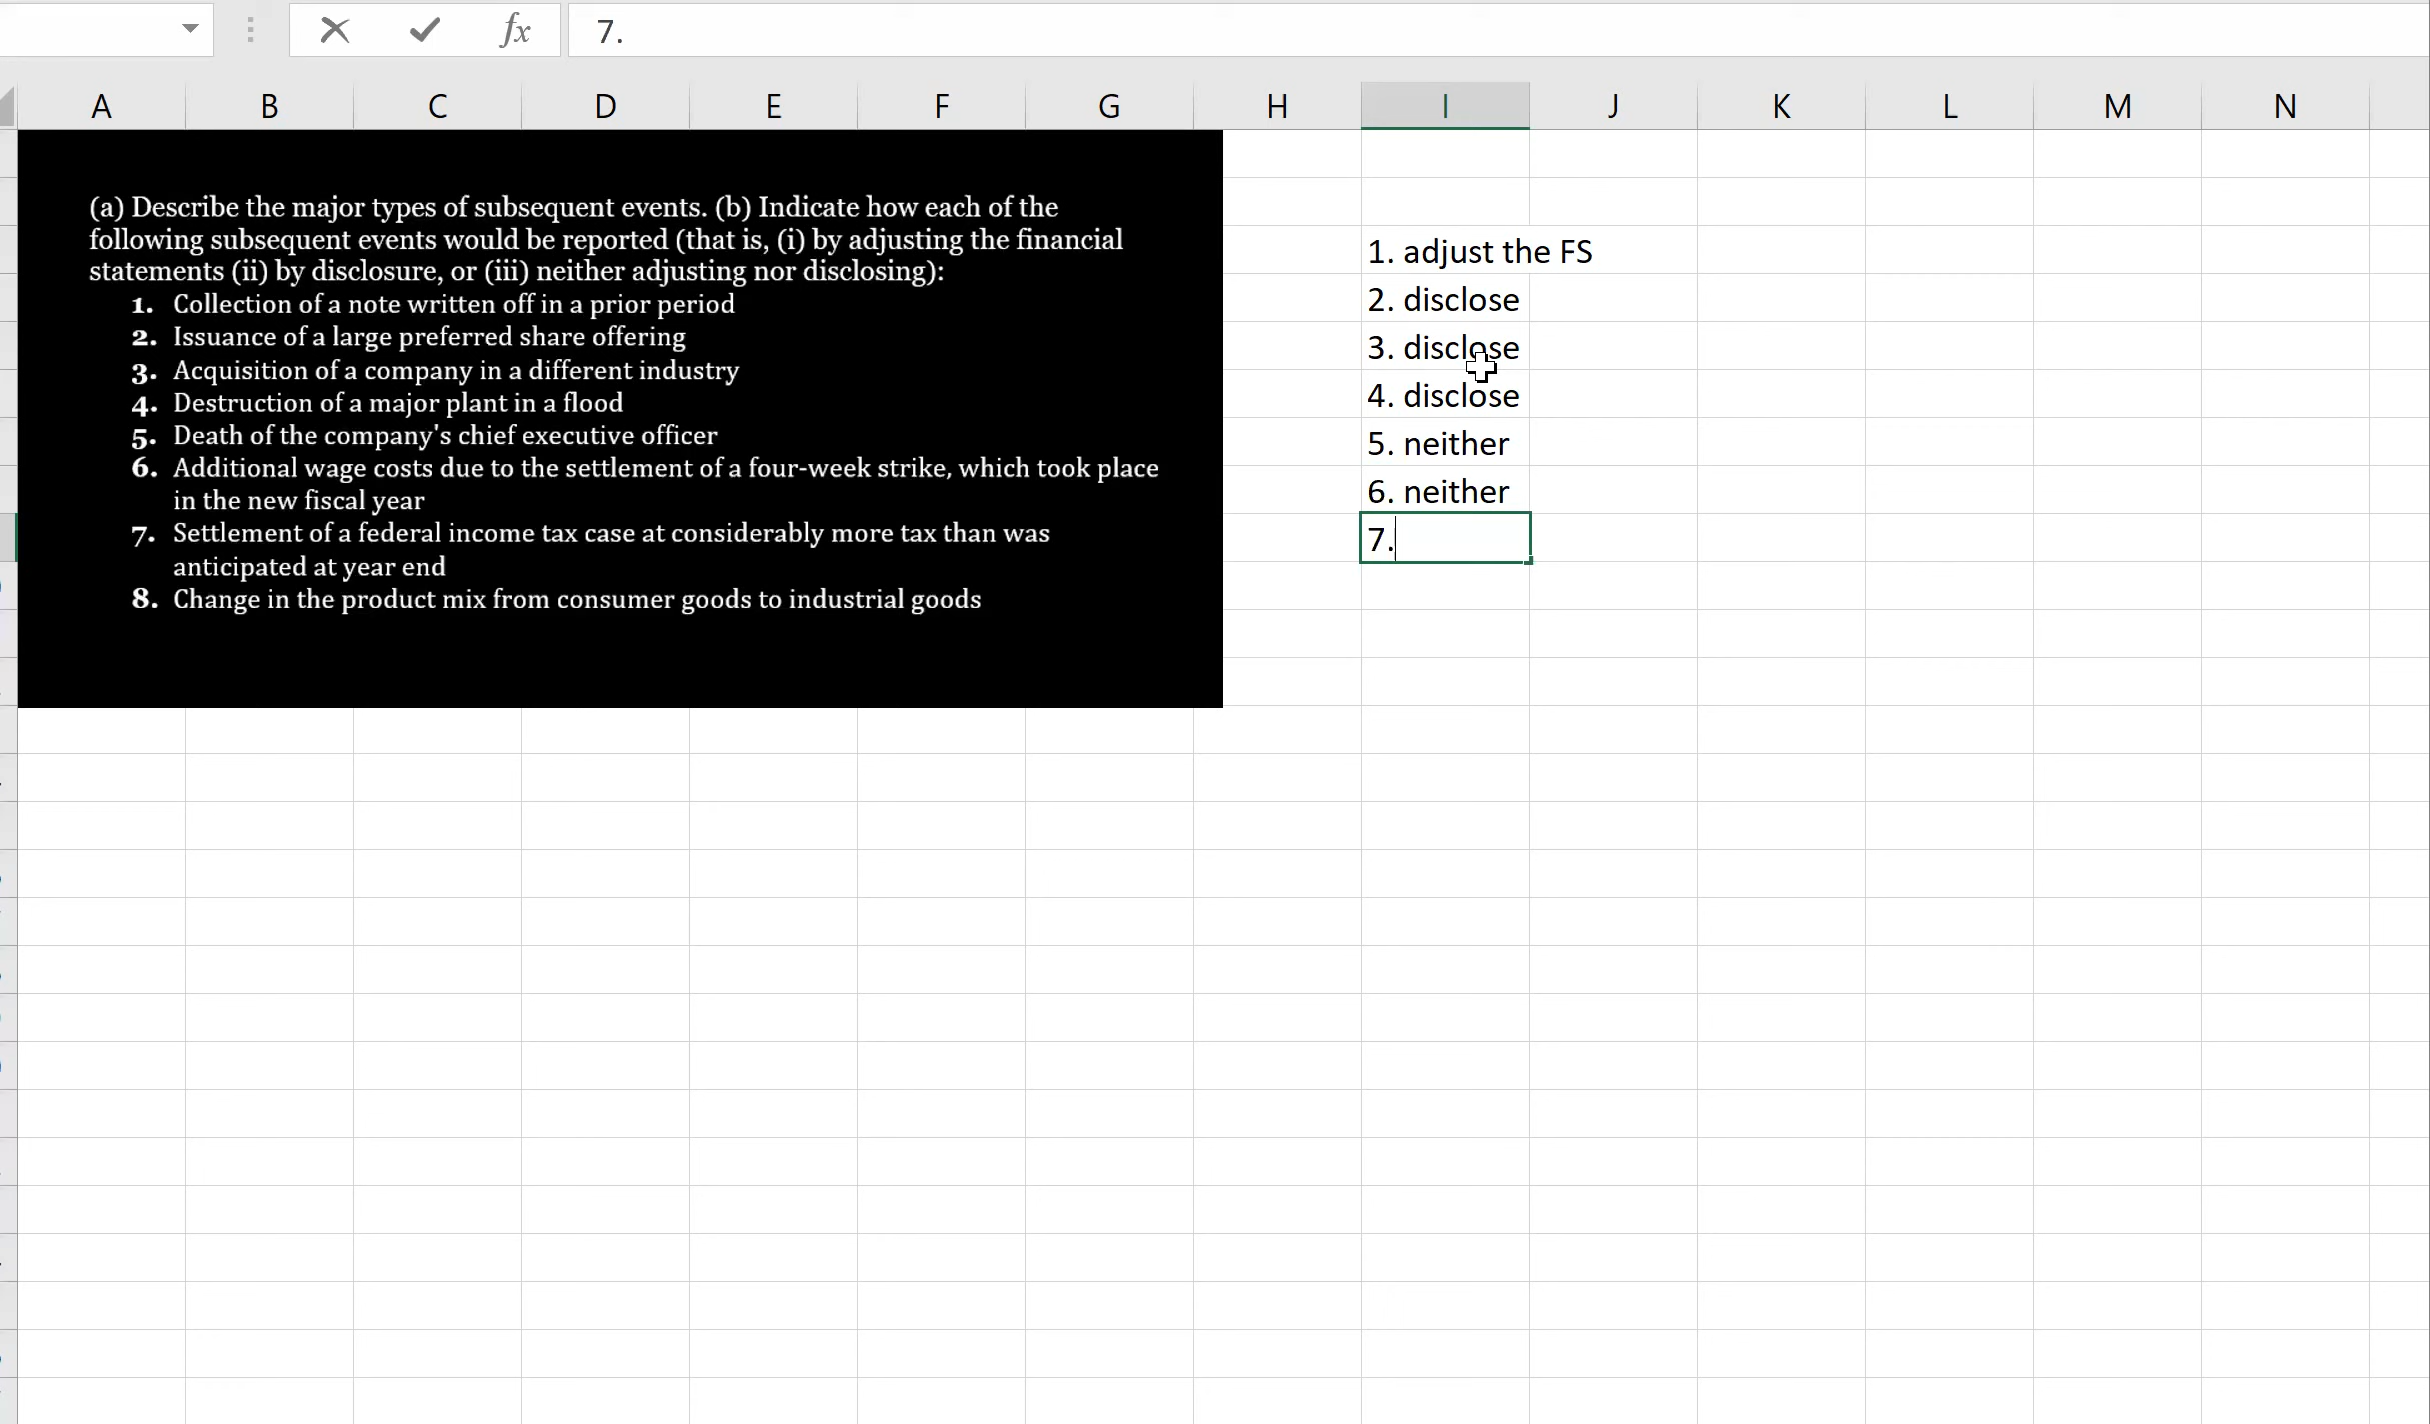 fx 7.
A B C D E F G H I J K L M N
(a) Describe the major types of subsequent events. (b) Indicate how each of the
following subsequent events would be reported (that is, (i) by adjusting the financial
statements (ii) by disclosure, or (iii) neither adjusting nor disclosing):
1. Collection of a note written off in a prior period
2. Issuance of a large preferred share offering
3. Acquisition of a company in a different industry
4. Destruction of a major plant in a flood
5. Death of the company's chief executive officer
6. Additional wage costs due to the settlement of a four-week strike, which took place
in the new fiscal year
7. Settlement of a federal income tax case at considerably more tax than was
anticipated at year end
8. Change in the product mix from consumer goods to industrial goods
1. adjust the FS
2. disclose
3. disclose
4. disclose
5. neither
6. neither
7.